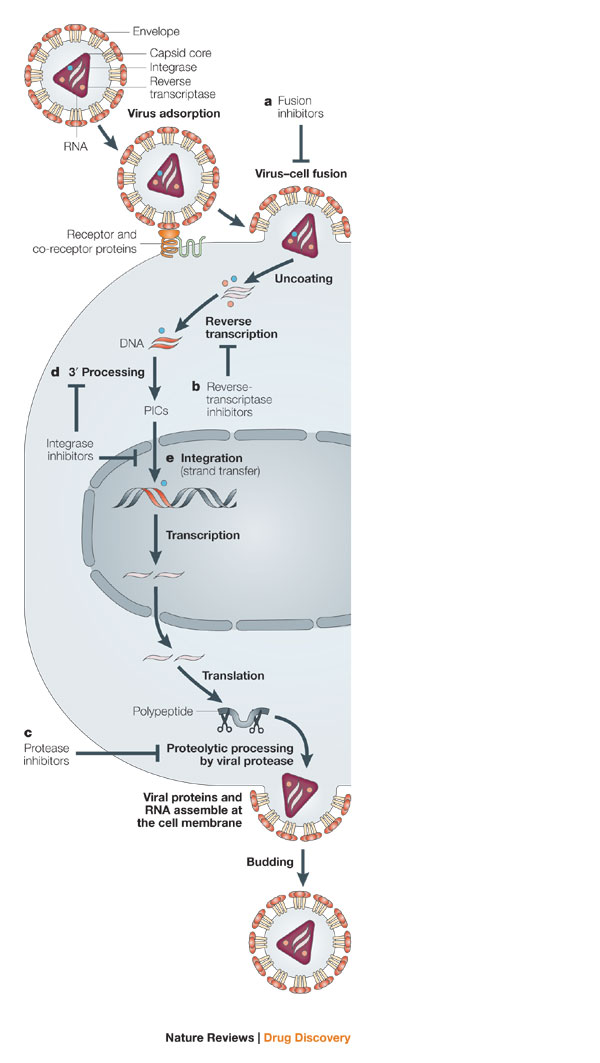 Envelope
Capsid core
Integrase
Reverse
transcriptase
RNA
Virus adsorption
a Fusion
inhibitors
Virus–cell fusion
Receptor and
co-receptor proteins
Uncoating
Reverse
transcription
DNA
d 3′ Processing
b Reverse-
transcriptase
inhibitors
PICs
Integrase
inhibitors
e Integration
(strand transfer)
Transcription
Translation
Polypeptide
c
Protease
inhibitors
Proteolytic processing
by viral protease
Viral proteins and
RNA assemble at
the cell membrane
Budding
Nature Reviews | Drug Discovery